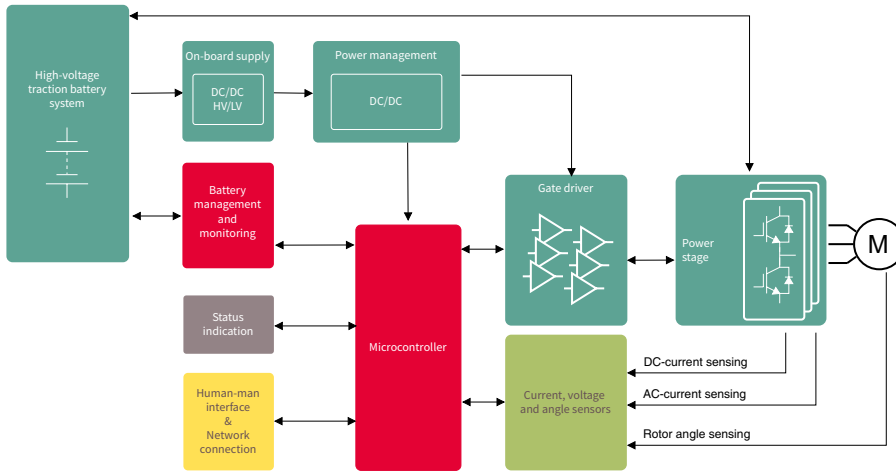 High-voltage
traction battery
system
On-board supply
DC/DC
HV/LV
Power management
DC/DC
Battery
management
and
monitoring
Gate driver
Power
stage
M
Status
indication
Microcontroller
Human-man
interface
&
Network
connection
Current, voltage
and angle sensors
DC-current sensing
AC-current sensing
Rotor angle sensing